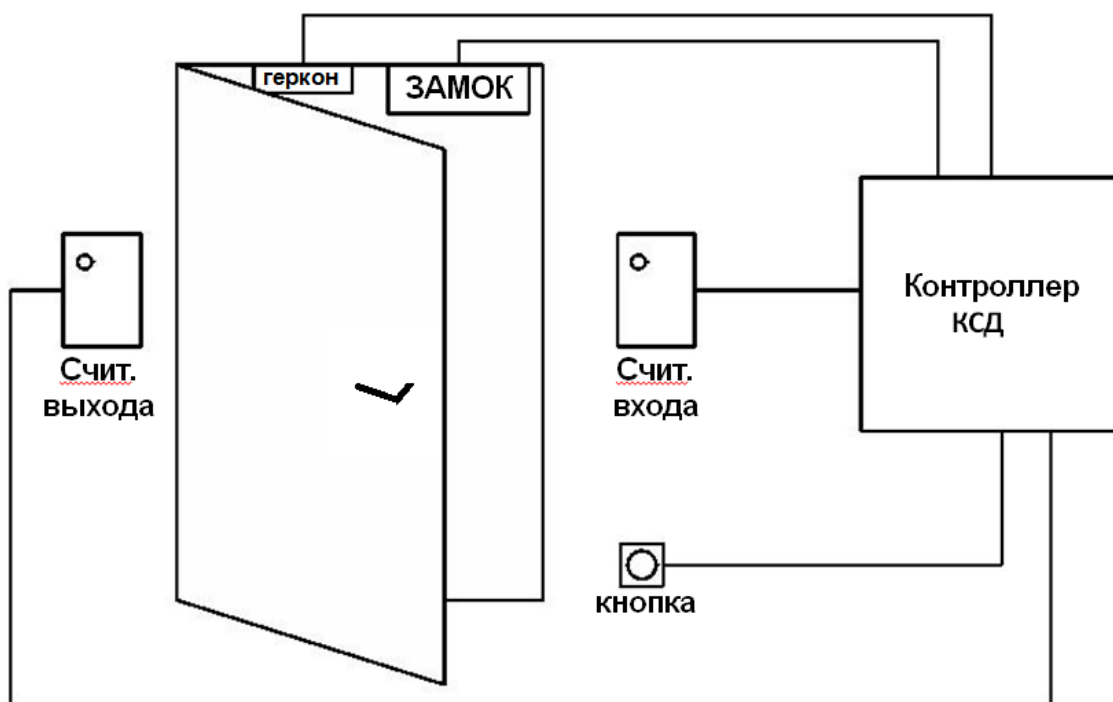 геркон
ЗАМОК
Контроллер
КСД
Счит.
выхода
Счит.
входа
кнопка